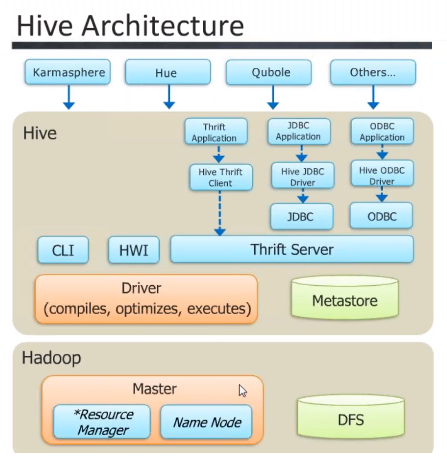 Hive Architecture
Karmasphere
Hue
Qubole
Others...
Hive
Thrift
Application
JDBC
Application
ODBC
Application
Hive Thrift
Client
Hive JDBC
Driver
Hive ODBC
Driver
JDBC
ODBC
CLI
HWI
Thrift Server
Driver
(compiles, optimizes, executes)
Metastore
Hadoop
Master
*Resource
Manager
Name Node
DFS